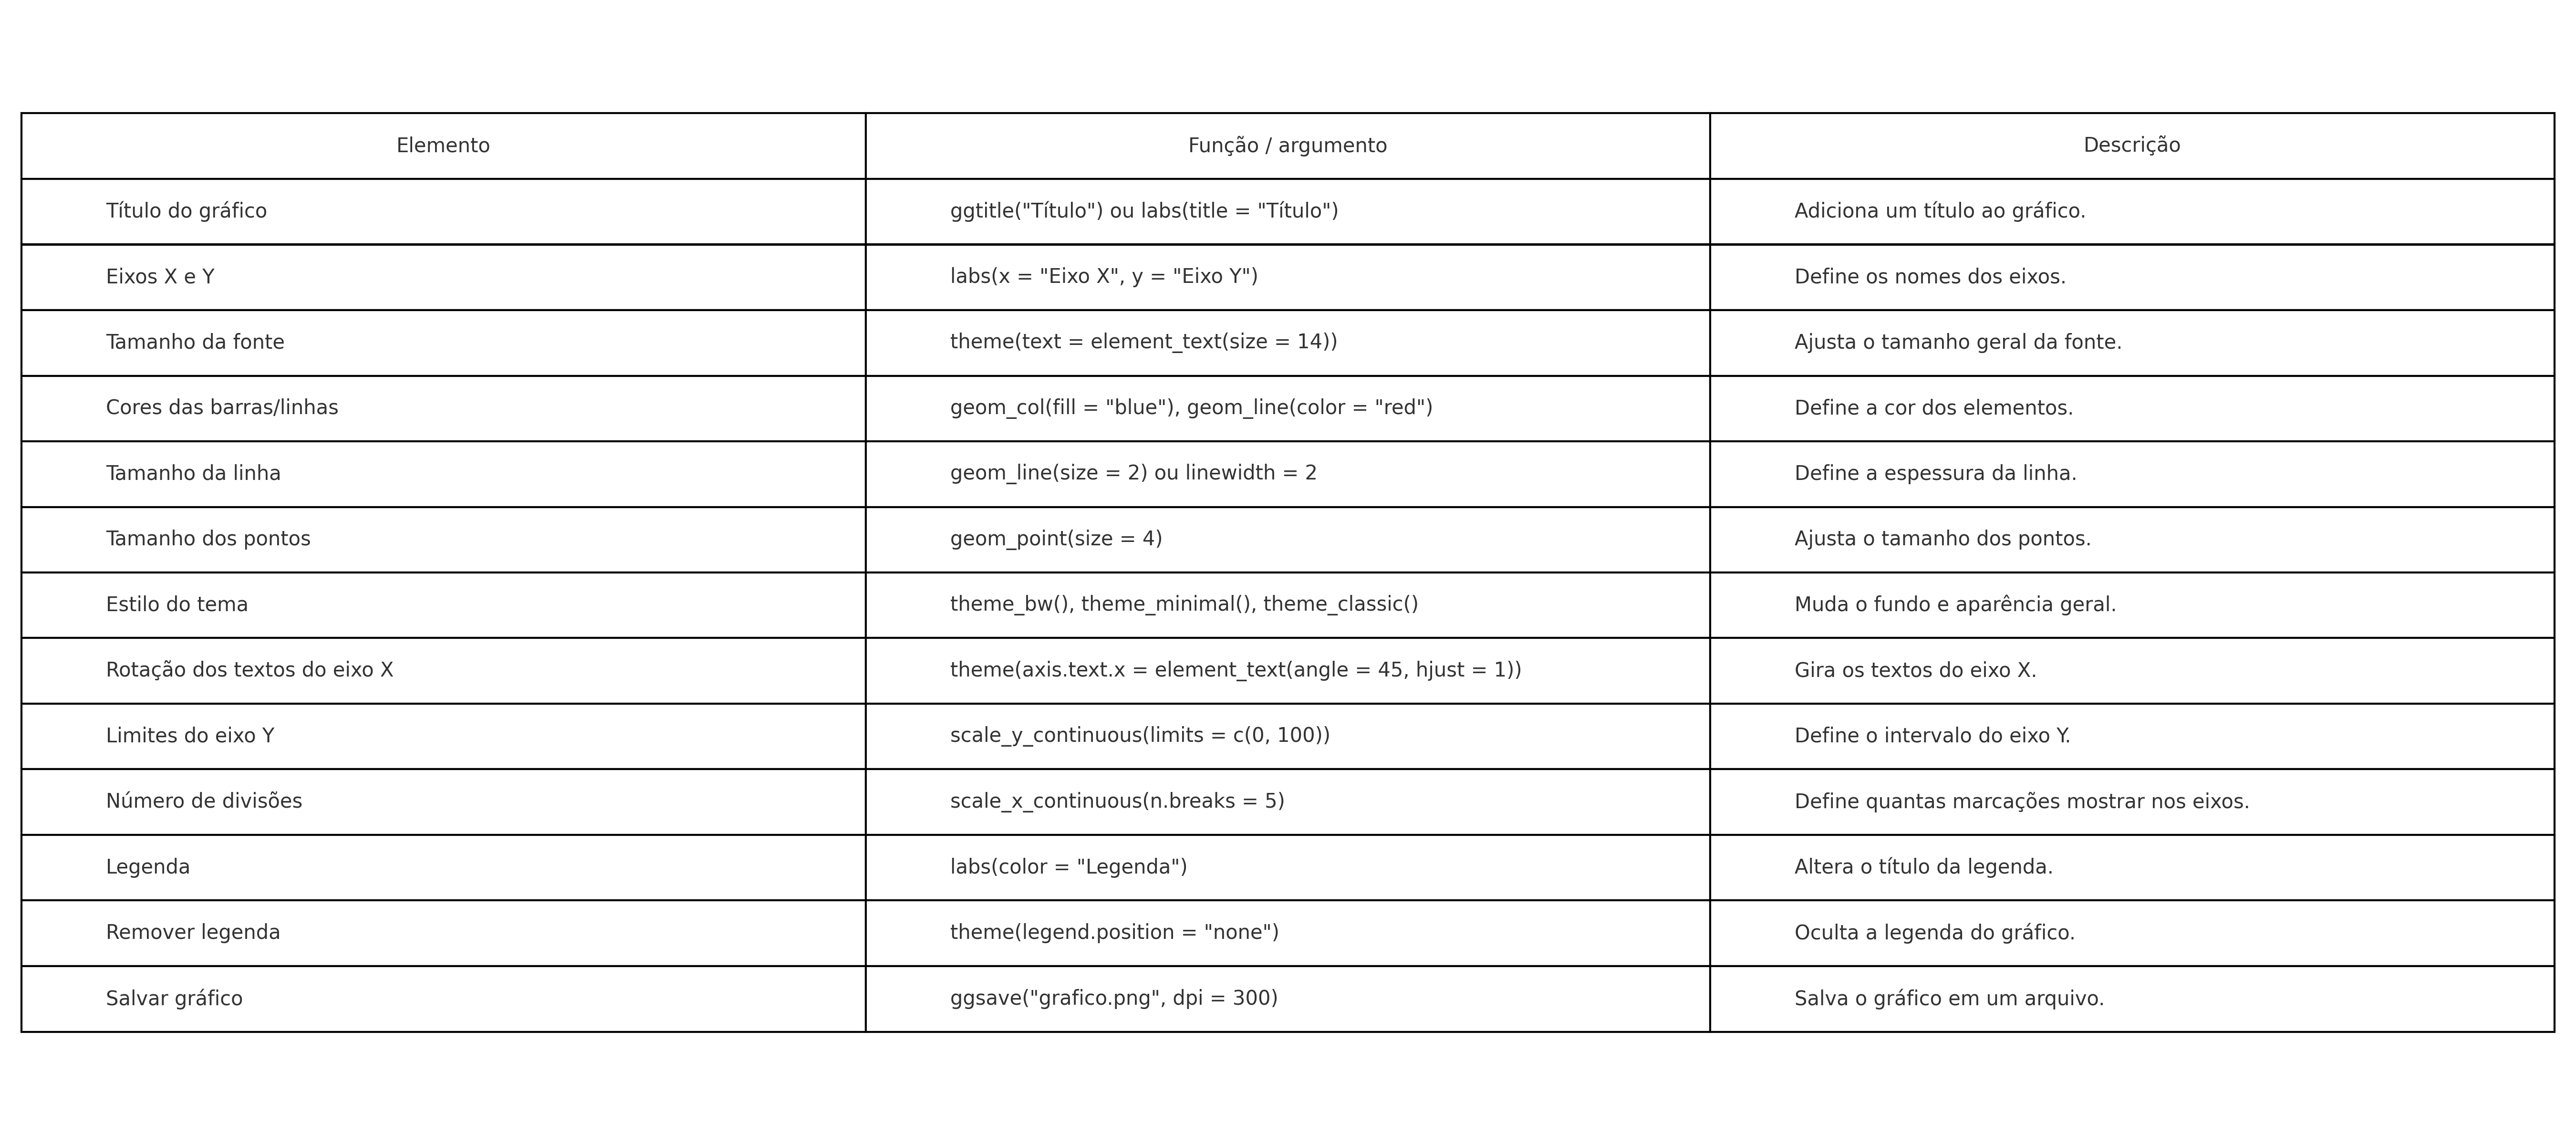 Elemento Função / argumento Descrição
Título do gráfico ggtitle("Título") ou labs(title = "Título") Adiciona um título ao gráfico.
Eixos X e Y labs(x = "Eixo X", y = "Eixo Y") Define os nomes dos eixos.
Tamanho da fonte theme(text = element_text(size = 14)) Ajusta o tamanho geral da fonte.
Cores das barras/linhas geom_col(fill = "blue"), geom_line(color = "red") Define a cor dos elementos.
Tamanho da linha geom_line(size = 2) ou linewidth = 2 Define a espessura da linha.
Tamanho dos pontos geom_point(size = 4) Ajusta o tamanho dos pontos.
Estilo do tema theme_bw(), theme_minimal(), theme_classic() Muda o fundo e aparência geral.
Rotação dos textos do eixo X theme(axis.text.x = element_text(angle = 45, hjust = 1)) Gira os textos do eixo X.
Limites do eixo Y scale_y_continuous(limits = c(0, 100)) Define o intervalo do eixo Y.
Número de divisões scale_x_continuous(n.breaks = 5) Define quantas marcações mostrar nos eixos.
Legenda labs(color = "Legenda") Altera o título da legenda.
Remover legenda theme(legend.position = "none") Oculta a legenda do gráfico.
Salvar gráfico ggsave("grafico.png", dpi = 300) Salva o gráfico em um arquivo.